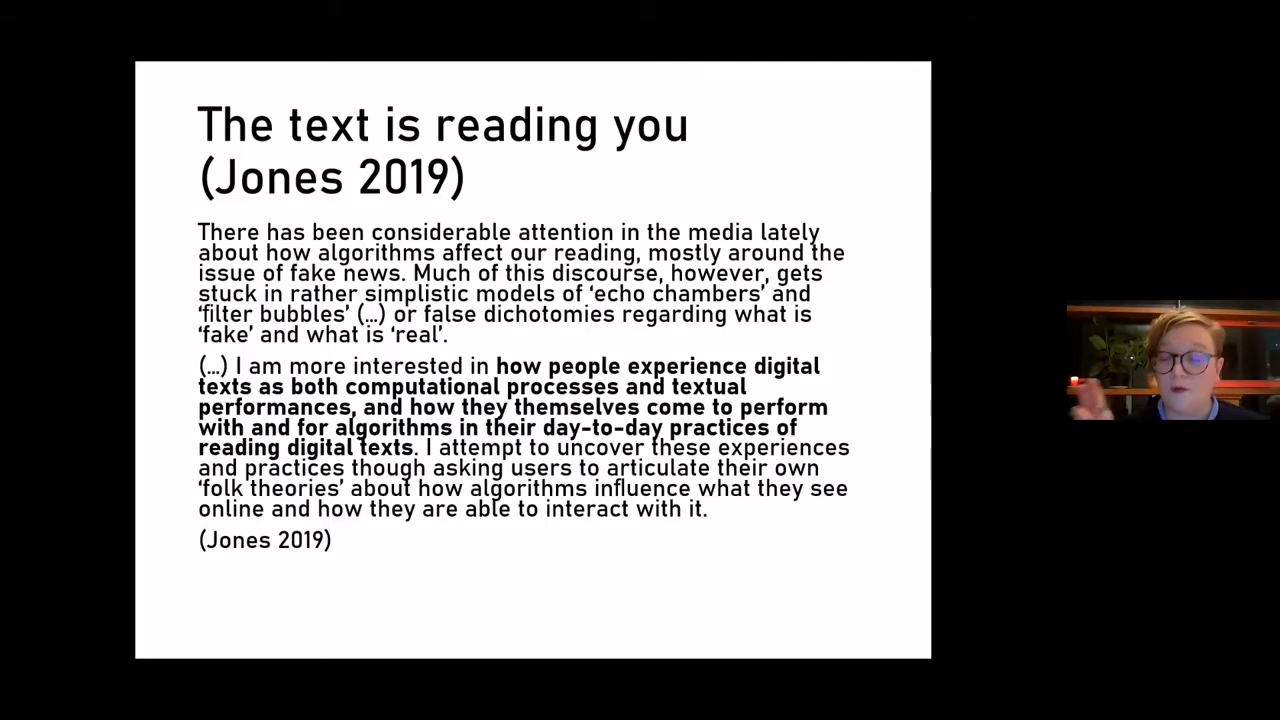 The text is reading you
(Jones 2019)
There has been considerable attention in the media lately
about how algorithms affect our reading, mostly around the
issue of fake news. Much of this discourse, however, gets
stuck in rather simplistic models of ‘echo chambers’ and
‘filter bubbles’ (…) or false dichotomies regarding what is
‘fake’ and what is ‘real’.
(…) I am more interested in how people experience digital
texts as both computational processes and textual
performances, and how they themselves come to perform
with and for algorithms in their day-to-day practices of
reading digital texts. I attempt to uncover these experiences
and practices though asking users to articulate their own
‘folk theories’ about how algorithms influence what they see
online and how they are able to interact with it.
(Jones 2019)